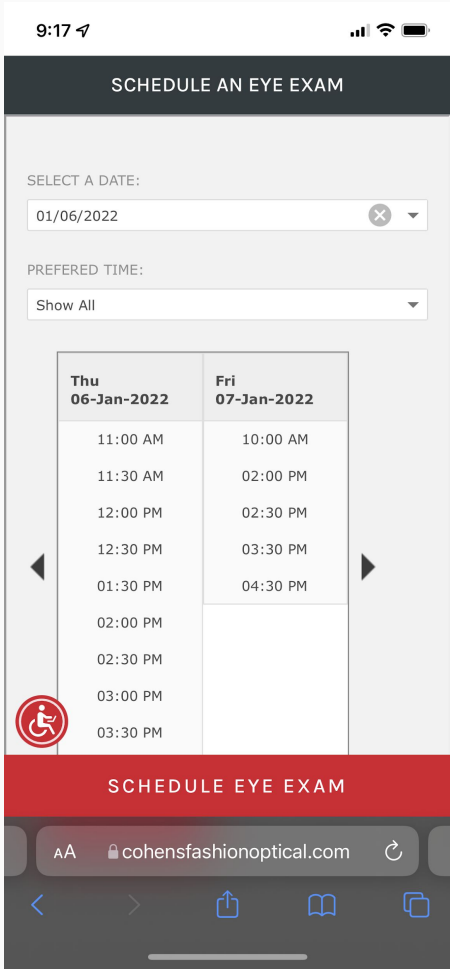 9:17
SCHEDULE AN EYE EXAM
SELECT A DATE:
01/06/2022
PREFERED TIME:
Show All
Thu
06-Jan-2022
11:00 AM
11:30 AM
12:00 PM
12:30 PM
01:30 PM
02:00 PM
02:30 PM
03:00 PM
03:30 PM
Fri
07-Jan-2022
10:00 AM
02:00 PM
02:30 PM
03:30 PM
04:30 PM
SCHEDULE EYE EXAM
AA cohensfashionoptical.com